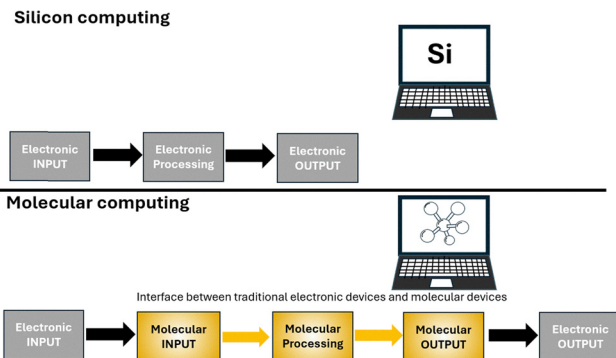 Silicon computing
Si
Electronic
INPUT
Electronic
Processing
Electronic
OUTPUT
Molecular computing
Interface between traditional electronic devices and molecular devices
Electronic
INPUT
Molecular
INPUT
Molecular
Processing
Molecular
OUTPUT
Electronic
OUTPUT